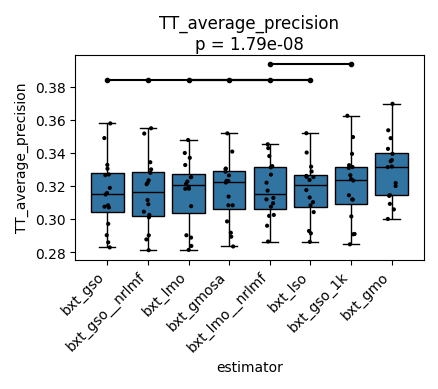 TT_average_precision
p = 1.79e-08
TT_average_precision
0.38
0.36
0.34
0.32
0.30
0.28
bxt_gso
bxt_gso__nrlmf
bxt_lmo
bxt_gmosa
bxt_lmo__nrlmf
bxt_lso
bxt_gso_1k
bxt_gmo
estimator